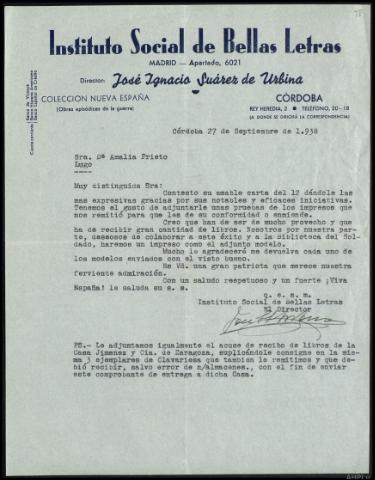 Instituto Social de Bellas Letras
MADRID — Apartado, 6021
Director: José Ignacio Suárez de Urbina
COLECCION NUEVA ESPAÑA
(Obras episódicas de la guerra)
CÓRDOBA
REY HEREDIA, 2 • TELÉFONO, 20-18
(A DONDE SE DIRIGIRÁ LA CORRESPONDENCIA)
Córdoba 27 de Septiembre de 1.938
Sra. Dª Amalia Prieto
Lugo
----
Muy distinguida Sra:
Contesto su amable carta del 12 dándole las
mas expresivas gracias por sus notables y eficaces iniciativas.
Tenemos el gusto de adjuntarle unas pruebas de los impresos que
nos remitió para que les de su conformidad o enmiende.
Creo que han de ser de mucho provecho y que
ha de recibir gran cantidad de libros. Nosotros por nuestra par-
te, deseosos de colaborar a este éxito y a la biblioteca del Sol-
dado, haremos un impreso como el adjunto modelo.
Mucho le agradeceré me devuelva cada uno de
los modelos enviados con el visto bueno.
Es Vd. una gran patriota que merece nuestra
ferviente admiración.
Con un saludo respetuoso y un fuerte ¡Viva
España! le saluda su s. s.
q. e. s. m.
Instituto Social de Bellas Letras
El Director
PS.- Le adjuntamos igualmente el acuse de recibo de libros de la
Casa Jimenez y Cia. de Zaragoza, suplicándole consigne en la mis-
ma 3 ejemplares de Clavariesa que también le remitimos y que de-
bió recibir, salvo error de n/almacenes., con el fin de enviar
este comprobante de entrega a dicha Casa.